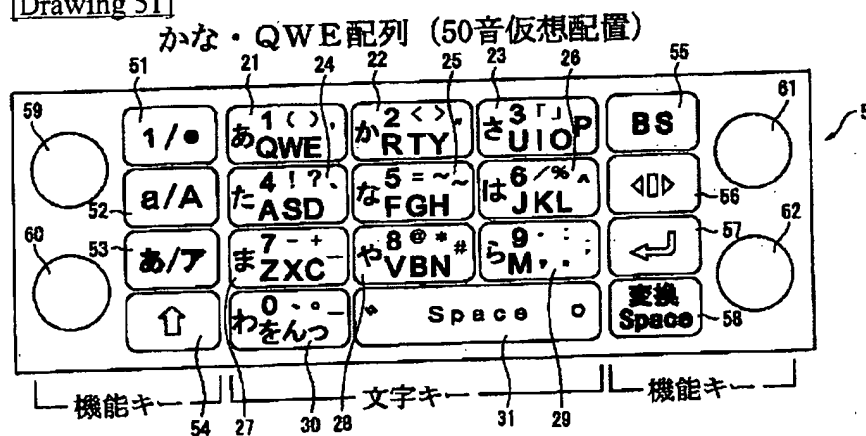 [Drawing 51]
かな・QWE配列 (50音仮想配置)
51 21 24 22 25 23 26 55 61
59 5
1/● あ1()' QWE か2<>" RTY さ3「」 UIOP BS
52 a/A た4!?、 ASD な5=~~ FGH は6/%^ JKL 56
60 53 あ/ア ま7-+_ ZXC や8@*# VBN ら9・:; M,. 57 62
⇧ わ0、。_ をんっ Space 変換 Space 58
機能キー 文字キー 機能キー
54 27 30 28 31 29